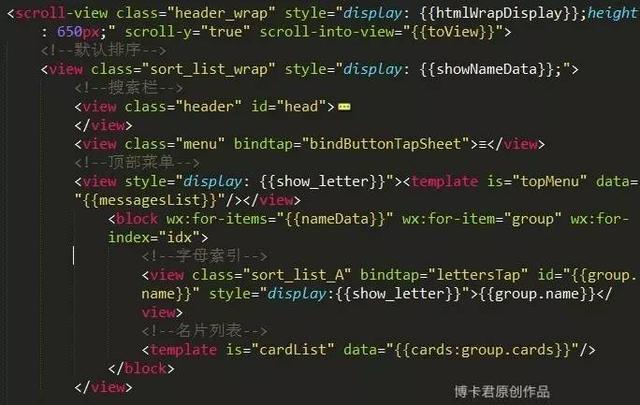 <scroll-view class="header_wrap" style="display: {{htmlWrapDisplay}};height
: 650px;" scroll-y="true" scroll-into-view="{{toView}}">
<!--默认排序-->
<view class="sort_list_wrap" style="display: {{showNameData}};">
<!--搜索栏-->
<view class="header" id="head">…
</view>
<view class="menu" bindtap="bindButtonTapSheet">≡</view>
<!--顶部菜单-->
<view style="display: {{show_letter}}"><template is="topMenu" data=
"{{messagesList}}"/></view>
<block wx:for-items="{{nameData}}" wx:for-item="group" wx:for-
index="idx">
<!--字母索引-->
<view class="sort_list_A" bindtap="lettersTap" id="{{group.
name}}" style="display:{{show_letter}}">{{group.name}}</
view>
<!--名片列表-->
<template is="cardList" data="{{cards:group.cards}}"/>
</block>
</view>
博卡君原创作品